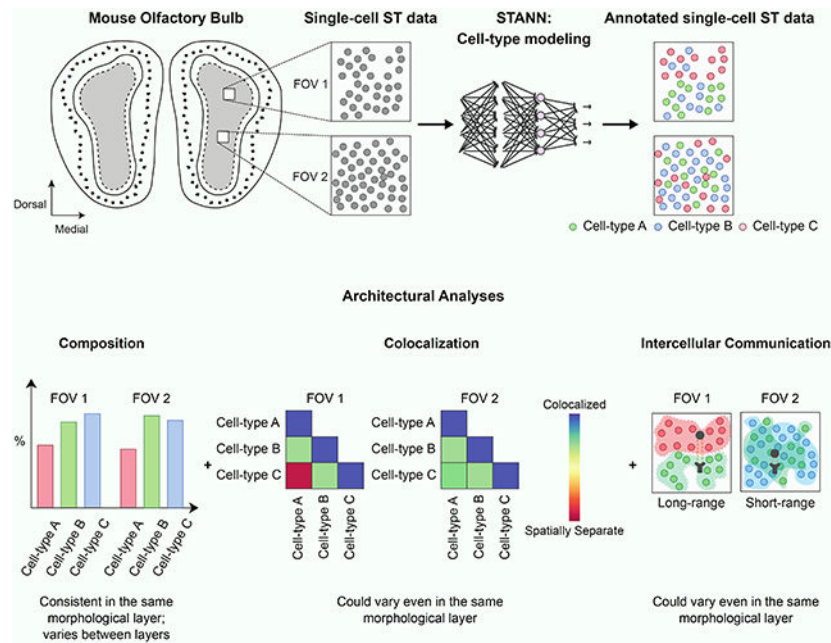 Mouse Olfactory Bulb
Single-cell ST data
STANN:
Cell-type modeling
Annotated single-cell ST data
FOV 1
FOV 2
Dorsal
Medial
Cell-type A
Cell-type B
Cell-type C
Architectural Analyses
Composition
FOV 1
FOV 2
%
Cell-type A
Cell-type B
Cell-type C
Cell-type A
Cell-type B
Cell-type C
Consistent in the same
morphological layer;
varies between layers
+
Colocalization
FOV 1
Cell-type A
Cell-type B
Cell-type C
Cell-type A
Cell-type B
Cell-type C
FOV 2
Cell-type A
Cell-type B
Cell-type C
Cell-type A
Cell-type B
Cell-type C
Colocalized
Spatially Separate
Could vary even in the same
morphological layer
+
Intercellular Communication
FOV 1
FOV 2
Long-range
Short-range
Could vary even in the same
morphological layer